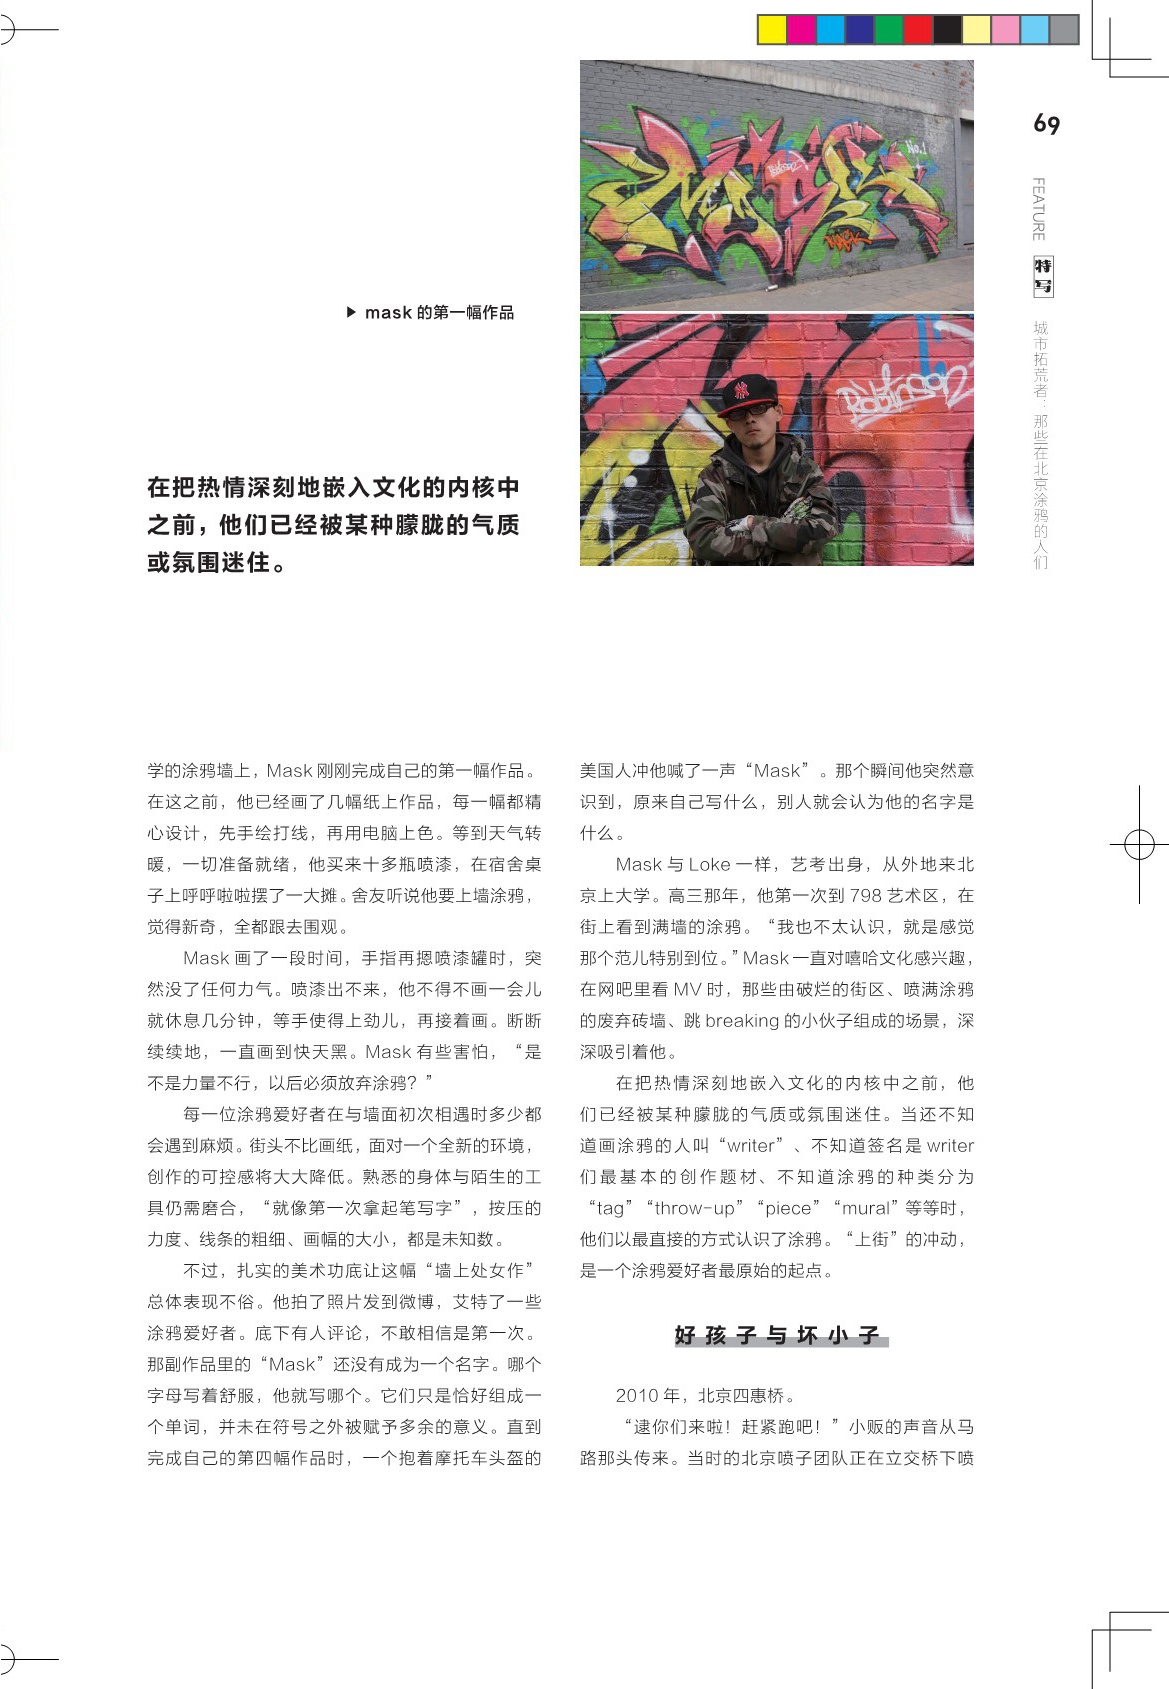 69
FEATURE
特写
城市拓荒者：那些在北京涂鸦的人们
MASK
Robinson
No.1
MASK
▶ mask 的第一幅作品
Robinson
在把热情深刻地嵌入文化的内核中
之前，他们已经被某种朦胧的气质
或氛围迷住。
学的涂鸦墙上，Mask 刚刚完成自己的第一幅作品。
在这之前，他已经画了几幅纸上作品，每一幅都精
心设计，先手绘打线，再用电脑上色。等到天气转
暖，一切准备就绪，他买来十多瓶喷漆，在宿舍桌
子上呼呼啦啦摆了一大摊。舍友听说他要上墙涂鸦，
觉得新奇，全都跟去围观。
Mask 画了一段时间，手指再摁喷漆罐时，突
然没了任何力气。喷漆出不来，他不得不画一会儿
就休息几分钟，等手使得上劲儿，再接着画。断断
续续地，一直画到快天黑。Mask 有些害怕，“是
不是力量不行，以后必须放弃涂鸦？”
每一位涂鸦爱好者在与墙面初次相遇时多少都
会遇到麻烦。街头不比画纸，面对一个全新的环境，
创作的可控感将大大降低。熟悉的身体与陌生的工
具仍需磨合，“就像第一次拿起笔写字”，按压的
力度、线条的粗细、画幅的大小，都是未知数。
不过，扎实的美术功底让这幅“墙上处女作”
总体表现不俗。他拍了照片发到微博，艾特了一些
涂鸦爱好者。底下有人评论，不敢相信是第一次。
那副作品里的“Mask”还没有成为一个名字。哪个
字母写着舒服，他就写哪个。它们只是恰好组成一
个单词，并未在符号之外被赋予多余的意义。直到
完成自己的第四幅作品时，一个抱着摩托车头盔的
美国人冲他喊了一声“Mask”。那个瞬间他突然意
识到，原来自己写什么，别人就会认为他的名字是
什么。
Mask 与 Loke 一样，艺考出身，从外地来北
京上大学。高三那年，他第一次到 798 艺术区，在
街上看到满墙的涂鸦。“我也不太认识，就是感觉
那个范儿特别到位。”Mask 一直对嘻哈文化感兴趣，
在网吧里看 MV 时，那些由破烂的街区、喷满涂鸦
的废弃砖墙、跳 breaking 的小伙子组成的场景，深
深吸引着他。
在把热情深刻地嵌入文化的内核中之前，他
们已经被某种朦胧的气质或氛围迷住。当还不知
道画涂鸦的人叫“writer”、不知道签名是 writer
们最基本的创作题材、不知道涂鸦的种类分为
“tag”“throw-up”“piece”“mural”等等时，
他们以最直接的方式认识了涂鸦。“上街”的冲动，
是一个涂鸦爱好者最原始的起点。
好孩子与坏小子
2010 年，北京四惠桥。
“逮你们来啦！赶紧跑吧！”小贩的声音从马
路那头传来。当时的北京喷子团队正在立交桥下喷